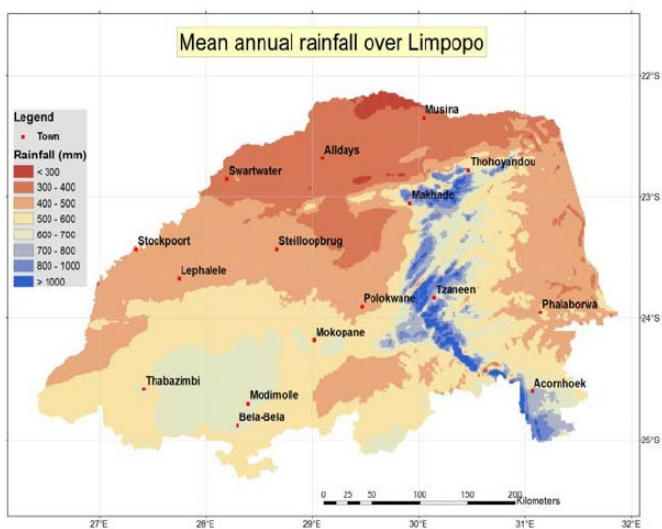 Mean annual rainfall over Limpopo
22°S
23°S
24°S
25°S
Legend
Town
Rainfall (mm)
< 300
300 - 400
400 - 500
500 - 600
600 - 700
700 - 800
800 - 1000
> 1000
Musina
Alldays
Swartwater
Thohoyandou
Makhado
Stockpoort
Steilloopbrug
Lephalele
Tzaneen
Polokwane
Phalaborwa
Mokopane
Thabazimbi
Acornhoek
Modimolle
Bela-Bela
0 25 50 100 150 200
Kilometers
27°E 28°E 29°E 30°E 31°E 32°E